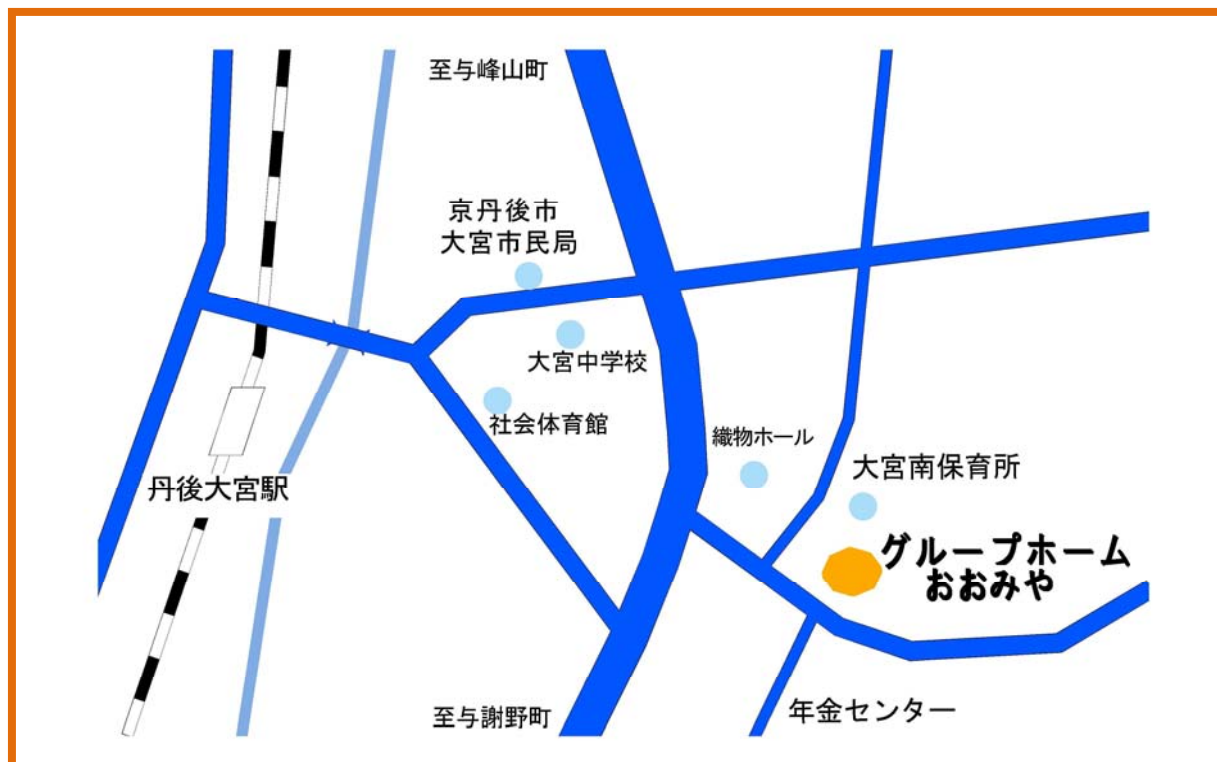 至与峰山町
京丹後市
大宮市民局
大宮中学校
社会体育館
織物ホール
大宮南保育所
丹後大宮駅
グループホーム
おおみや
至与謝野町
年金センター